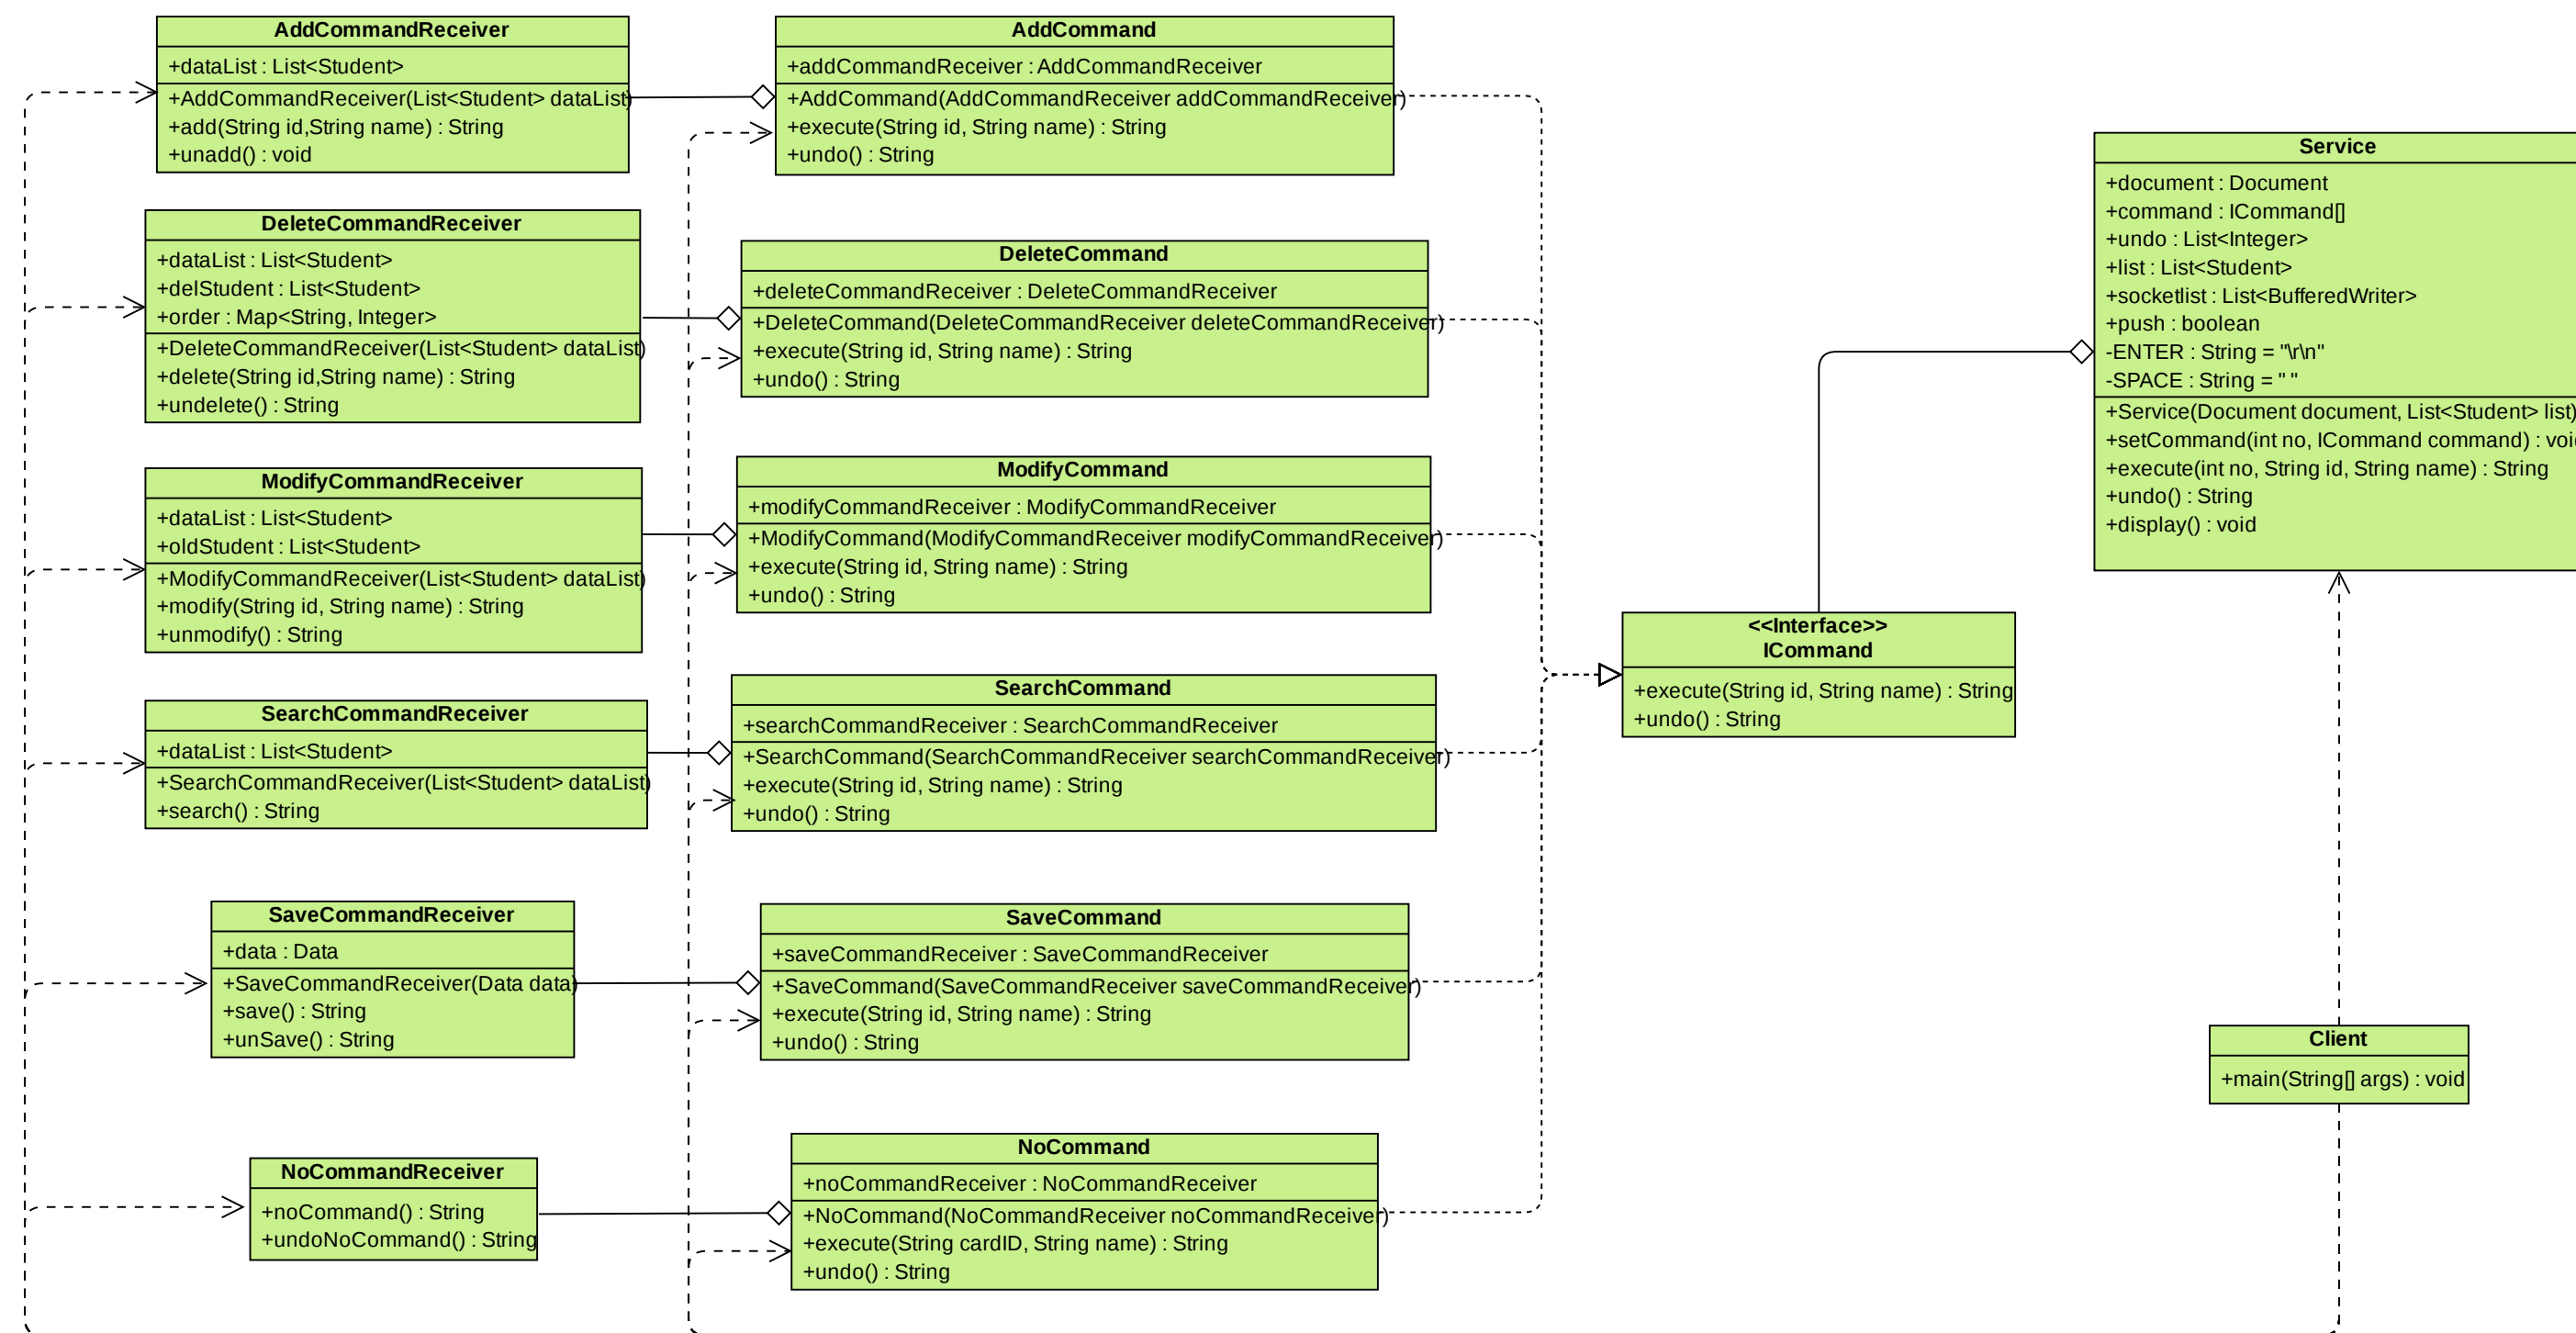 AddCommandReceiver
+dataList : List<Student>
+AddCommandReceiver(List<Student> dataList)
+add(String id,String name) : String
+unadd() : void
AddCommand
+addCommandReceiver : AddCommandReceiver
+AddCommand(AddCommandReceiver addCommandReceiver)
+execute(String id, String name) : String
+undo() : String
Service
+document : Document
+command : ICommand[]
+undo : List<Integer>
+list : List<Student>
+socketlist : List<BufferedWriter>
+push : boolean
-ENTER : String = "\r\n"
-SPACE : String = " "
+Service(Document document, List<Student> list)
+setCommand(int no, ICommand command) : voi
+execute(int no, String id, String name) : String
+undo() : String
+display() : void
DeleteCommandReceiver
+dataList : List<Student>
+delStudent : List<Student>
+order : Map<String, Integer>
+DeleteCommandReceiver(List<Student> dataList)
+delete(String id,String name) : String
+undelete() : String
DeleteCommand
+deleteCommandReceiver : DeleteCommandReceiver
+DeleteCommand(DeleteCommandReceiver deleteCommandReceiver)
+execute(String id, String name) : String
+undo() : String
ModifyCommandReceiver
+dataList : List<Student>
+oldStudent : List<Student>
+ModifyCommandReceiver(List<Student> dataList)
+modify(String id, String name) : String
+unmodify() : String
ModifyCommand
+modifyCommandReceiver : ModifyCommandReceiver
+ModifyCommand(ModifyCommandReceiver modifyCommandReceiver)
+execute(String id, String name) : String
+undo() : String
<<Interface>>
ICommand
+execute(String id, String name) : String
+undo() : String
SearchCommandReceiver
+dataList : List<Student>
+SearchCommandReceiver(List<Student> dataList)
+search() : String
SearchCommand
+searchCommandReceiver : SearchCommandReceiver
+SearchCommand(SearchCommandReceiver searchCommandReceiver)
+execute(String id, String name) : String
+undo() : String
SaveCommandReceiver
+data : Data
+SaveCommandReceiver(Data data)
+save() : String
+unSave() : String
SaveCommand
+saveCommandReceiver : SaveCommandReceiver
+SaveCommand(SaveCommandReceiver saveCommandReceiver)
+execute(String id, String name) : String
+undo() : String
Client
+main(String[] args) : void
NoCommandReceiver
+noCommand() : String
+undoNoCommand() : String
NoCommand
+noCommandReceiver : NoCommandReceiver
+NoCommand(NoCommandReceiver noCommandReceiver)
+execute(String cardID, String name) : String
+undo() : String